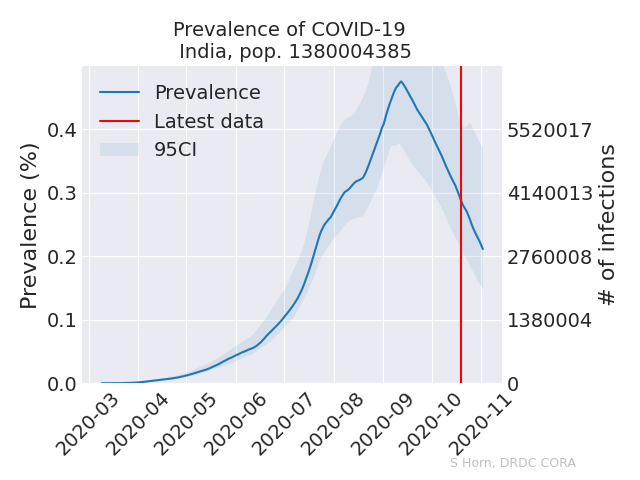 Prevalence of COVID-19
India, pop. 1380004385
Prevalence
Latest data
95CI
Prevalence (%)
0.4
0.3
0.2
0.1
0.0
5520017
4140013
2760008
1380004
0
# of infections
2020-03
2020-04
2020-05
2020-06
2020-07
2020-08
2020-09
2020-10
2020-11
S Horn, DRDC CORA